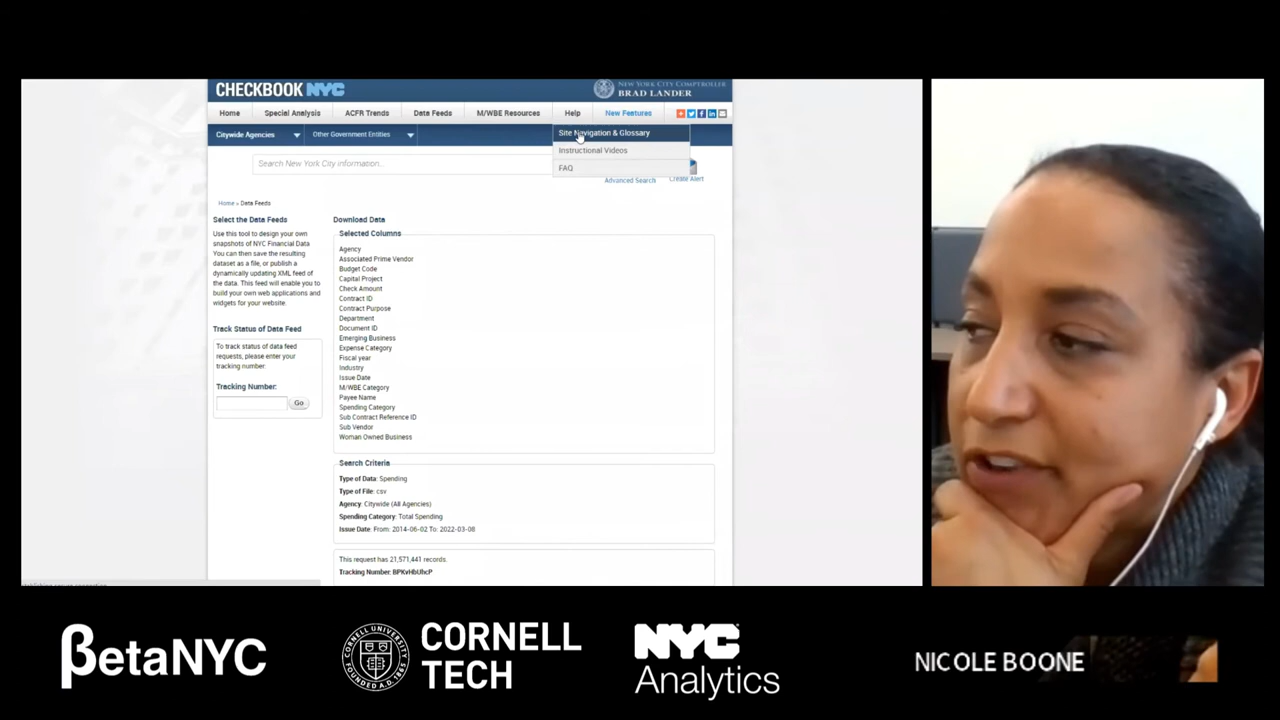 CHECKBOOK NYC
NEW YORK CITY COMPTROLLER
BRAD LANDER
Home Special Analysis ACFR Trends Data Feeds M/WBE Resources Help New Features
Citywide Agencies Other Government Entities
Site Navigation & Glossary
Instructional Videos
FAQ
Search New York City information...
Advanced Search Create Alert
Home » Data Feeds
Select the Data Feeds
Use this tool to design your own
snapshots of NYC Financial Data
You can then save the resulting
dataset as a file, or publish a
dynamically updating XML feed of
the data. This feed will enable you to
build your own web applications and
widgets for your website.
Track Status of Data Feed
To track status of data feed
requests, please enter your
tracking number.
Tracking Number:
Go
Download Data
Selected Columns
Agency
Associated Prime Vendor
Budget Code
Capital Project
Check Amount
Contract ID
Contract Purpose
Department
Document ID
Emerging Business
Expense Category
Fiscal year
Industry
Issue Date
M/WBE Category
Payee Name
Spending Category
Sub Contract Reference ID
Sub Vendor
Woman Owned Business
Search Criteria
Type of Data: Spending
Type of File: csv
Agency: Citywide (All Agencies)
Spending Category: Total Spending
Issue Date: From: 2014-06-02 To: 2022-03-08
This request has 21,571,441 records.
Tracking Number: BPKvHbUhcP
βetaNYC
CORNELL UNIVERSITY
FOUNDED A.D. 1865
CORNELL
TECH
NYC
Analytics
NICOLE BOONE